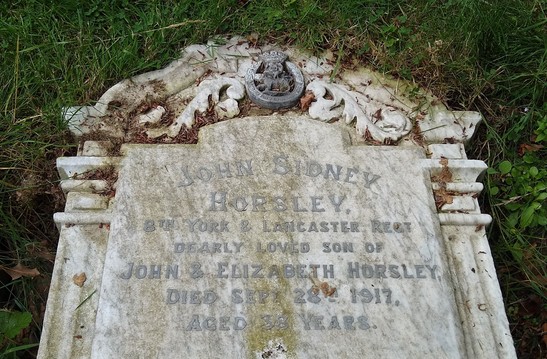 JOHN SIDNEY
HORSLEY,
8TH YORK & LANCASTER REGT
DEARLY LOVED SON OF
JOHN & ELIZABETH HORSLEY,
DIED SEPT 28TH 1917,
AGED YEARS.